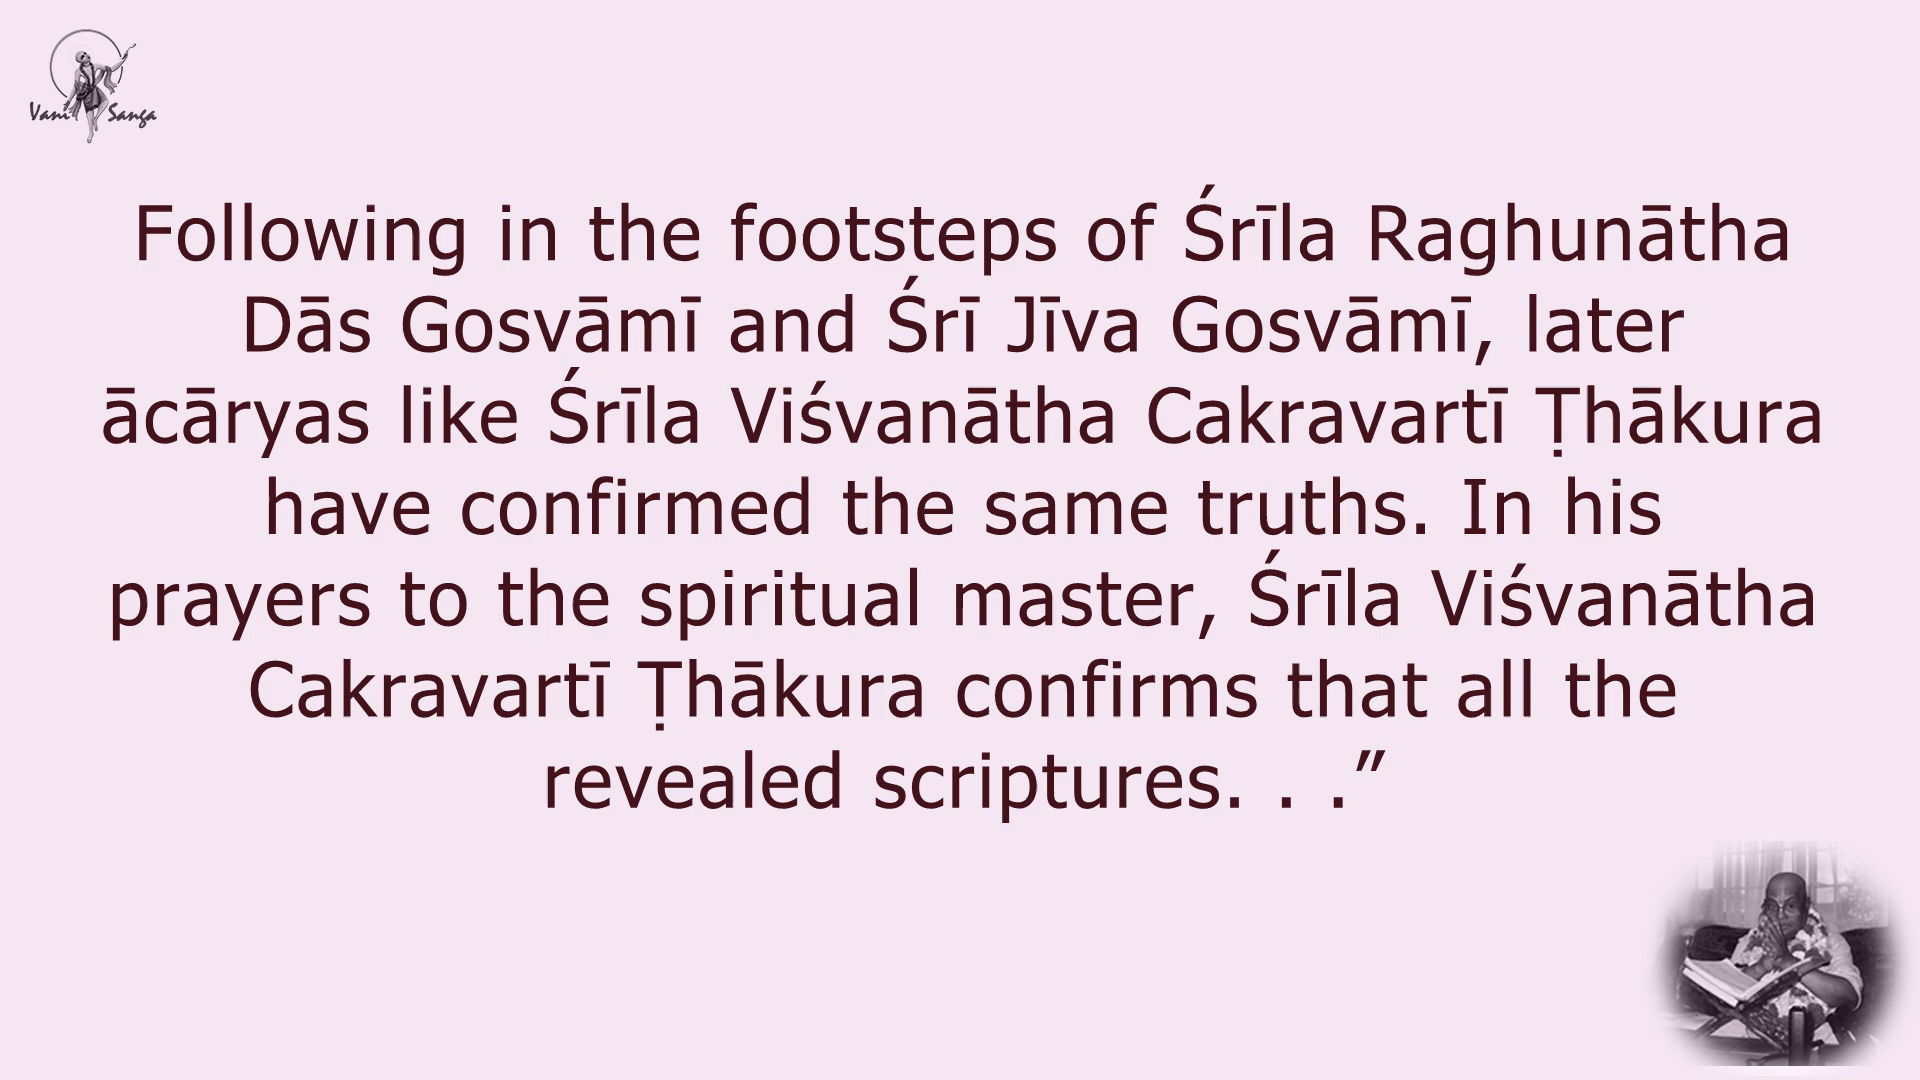 Vani Sanga
Following in the footsteps of Śrīla Raghunātha
Dās Gosvāmī and Śrī Jīva Gosvāmī, later
ācāryas like Śrīla Viśvanātha Cakravartī Ṭhākura
have confirmed the same truths. In his
prayers to the spiritual master, Śrīla Viśvanātha
Cakravartī Ṭhākura confirms that all the
revealed scriptures. . .”